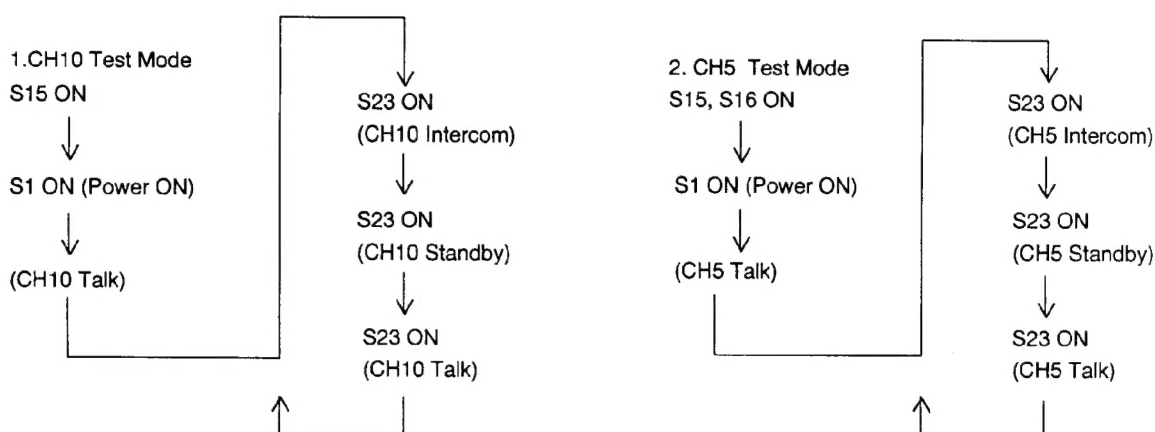 1.CH10 Test Mode
S15 ON
S1 ON (Power ON)
(CH10 Talk)
S23 ON
(CH10 Intercom)
S23 ON
(CH10 Standby)
S23 ON
(CH10 Talk)
2. CH5 Test Mode
S15, S16 ON
S1 ON (Power ON)
(CH5 Talk)
S23 ON
(CH5 Intercom)
S23 ON
(CH5 Standby)
S23 ON
(CH5 Talk)